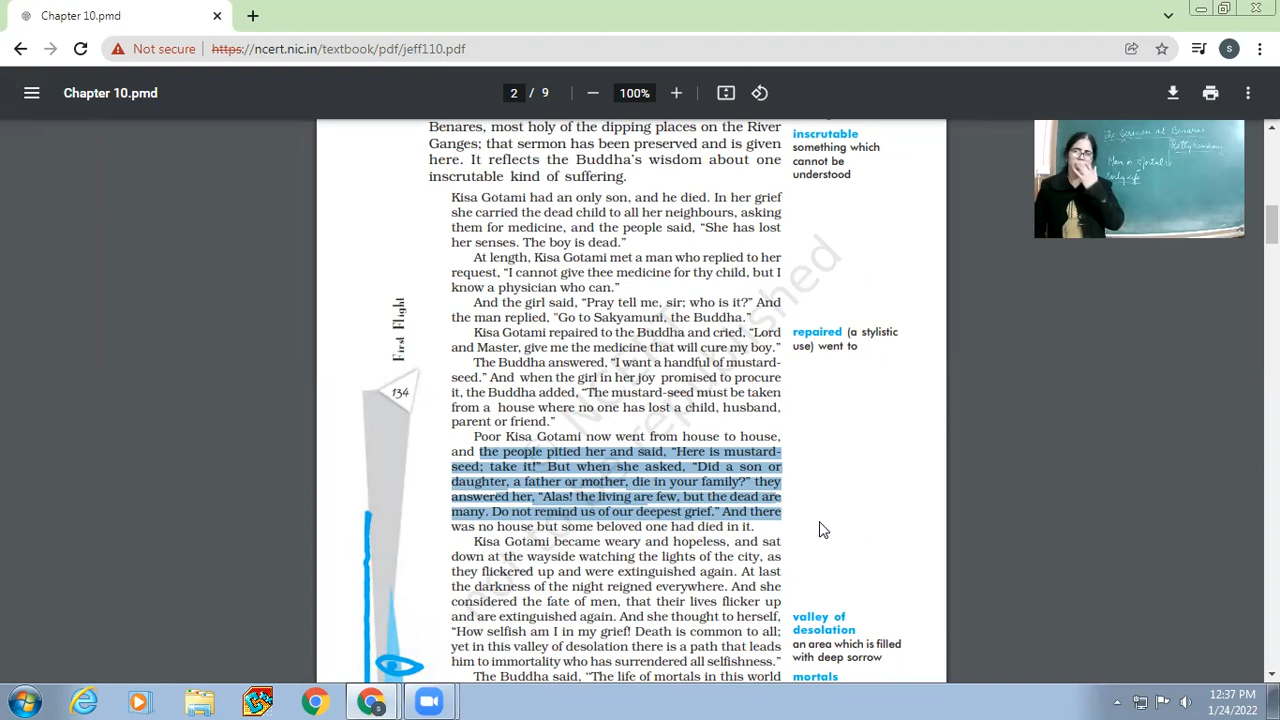 Chapter 10.pmd
Not secure
https://ncert.nic.in/textbook/pdf/jeff110.pdf
S
Chapter 10.pmd
2 / 9
100%
Benares, most holy of the dipping places on the River
Ganges; that sermon has been preserved and is given
here. It reflects the Buddha's wisdom about one
inscrutable kind of suffering.
inscrutable
something which
cannot be
understood
Kisa Gotami had an only son, and he died. In her grief
she carried the dead child to all her neighbours, asking
them for medicine, and the people said, “She has lost
her senses. The boy is dead.”
At length, Kisa Gotami met a man who replied to her
request, “I cannot give thee medicine for thy child, but I
know a physician who can.”
And the girl said, “Pray tell me, sir; who is it?” And
the man replied, "Go to Sakyamuni, the Buddha.”
Kisa Gotami repaired to the Buddha and cried, “Lord
and Master, give me the medicine that will cure my boy.”
repaired (a stylistic
use) went to
The Buddha answered, “I want a handful of mustard-
seed.” And when the girl in her joy promised to procure
it, the Buddha added, “The mustard-seed must be taken
from a house where no one has lost a child, husband,
parent or friend.”
Poor Kisa Gotami now went from house to house,
and the people pitied her and said, “Here is mustard-
seed; take it!” But when she asked, “Did a son or
daughter, a father or mother, die in your family?” they
answered her, “Alas! the living are few, but the dead are
many. Do not remind us of our deepest grief.” And there
was no house but some beloved one had died in it.
Kisa Gotami became weary and hopeless, and sat
down at the wayside watching the lights of the city, as
they flickered up and were extinguished again. At last
the darkness of the night reigned everywhere. And she
considered the fate of men, that their lives flicker up
and are extinguished again. And she thought to herself,
“How selfish am I in my grief! Death is common to all;
yet in this valley of desolation there is a path that leads
him to immortality who has surrendered all selfishness.”
The Buddha said, “The life of mortals in this world
valley of
desolation
an area which is filled
with deep sorrow
mortals
First Flight
134
The Sermon at Benares
12:37 PM
1/24/2022